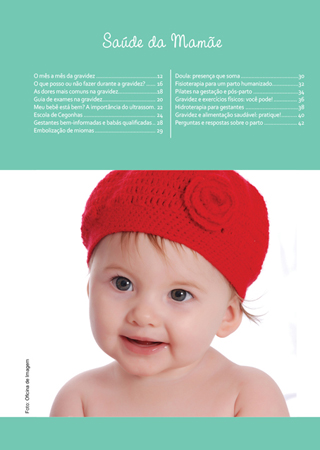 Saúde da Mamãe
O mês a mês da gravidez ........................... 12
O que posso ou não fazer durante a gravidez? ....... 16
As dores mais comuns na gravidez................... 18
Guia de exames na gravidez ........................ 20
Meu bebê está bem? A importância do ultrassom. 22
Escola de Cegonhas ................................ 24
Gestantes bem-informadas e babás qualificadas.. 28
Embolização de miomas.............................. 29
Doula: presença que soma .......................... 30
Fisioterapia para um parto humanizado.............. 32
Pilates na gestação e pós-parto ................... 34
Gravidez e exercícios físicos: você pode!.......... 36
Hidroterapia para gestantes ....................... 38
Gravidez e alimentação saudável: pratique!......... 40
Perguntas e respostas sobre o parto ............... 42
Foto: Oficina de Imagem